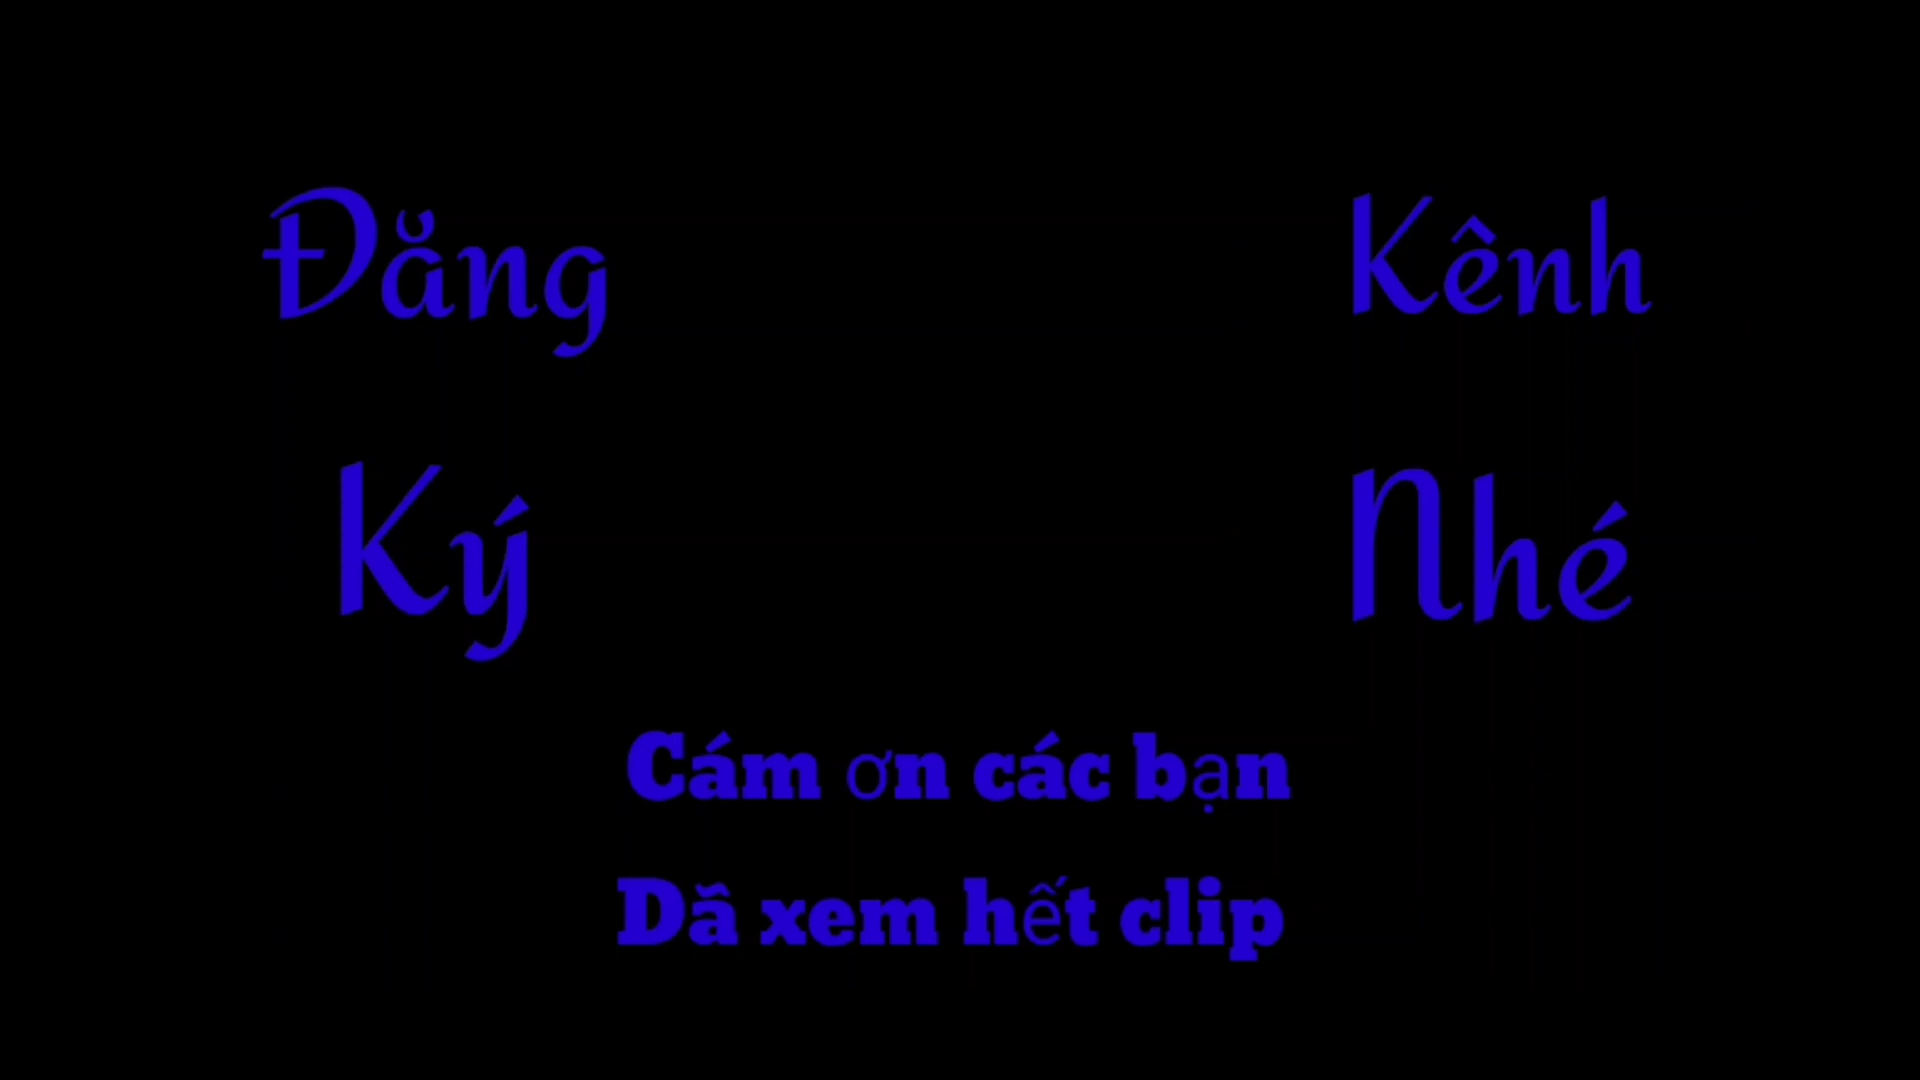 Đăng
Ký
Kênh
Nhé
Cám ơn các bạn
Dã xem hết clip